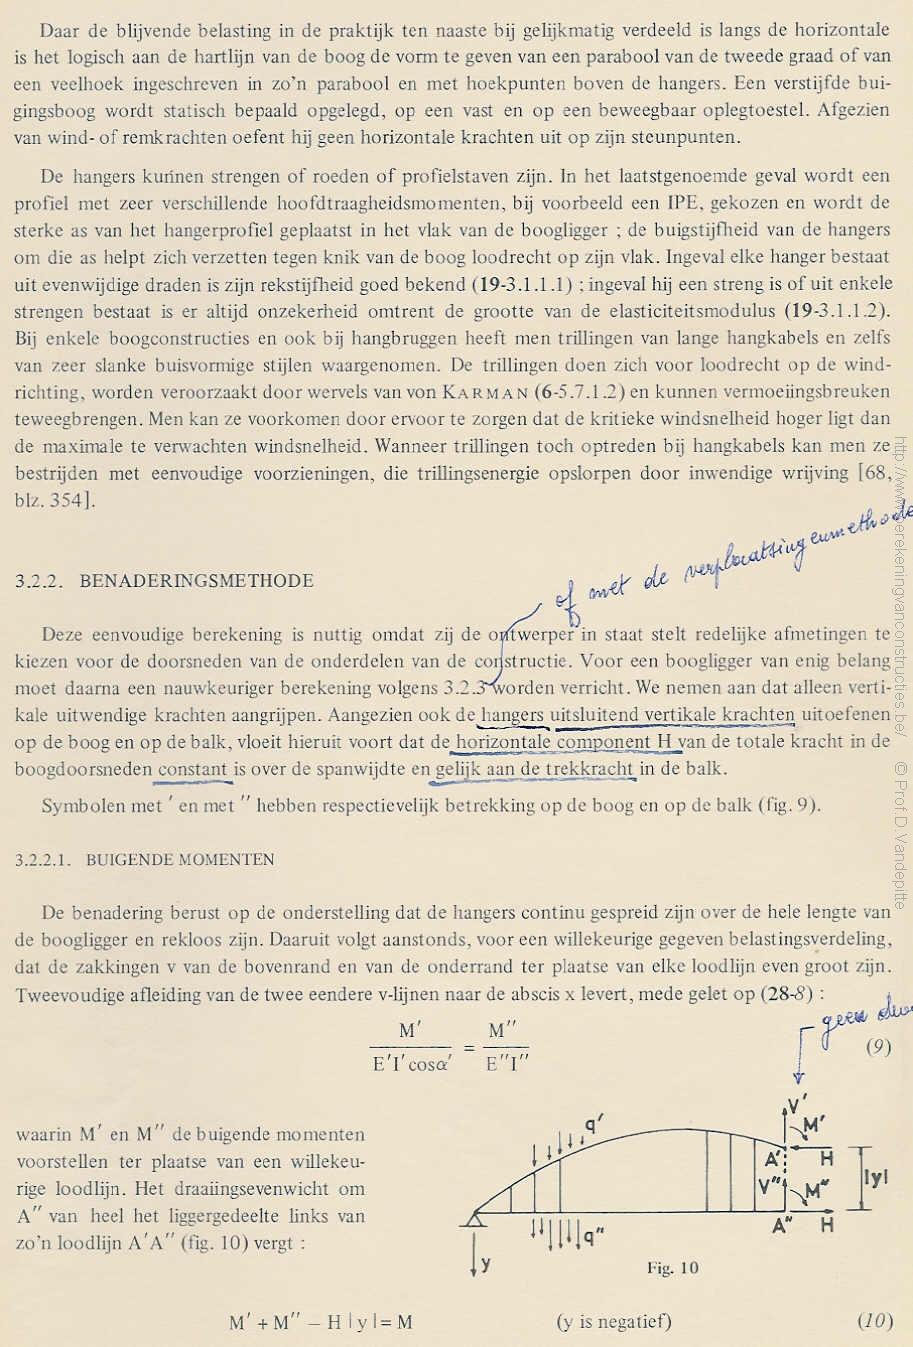 Daar de blijvende belasting in de praktijk ten naaste bij gelijkmatig verdeeld is langs de horizontale
is het logisch aan de hartlijn van de boog de vorm te geven van een parabool van de tweede graad of van
een veelhoek ingeschreven in zo'n parabool en met hoekpunten boven de hangers. Een verstijfde bui-
gingsboog wordt statisch bepaald opgelegd, op een vast en op een beweegbaar oplegtoestel. Afgezien
van wind- of remkrachten oefent hij geen horizontale krachten uit op zijn steunpunten.
De hangers kunnen strengen of roeden of profielstaven zijn. In het laatstgenoemde geval wordt een
profiel met zeer verschillende hoofdtraagheidsmomenten, bij voorbeeld een IPE, gekozen en wordt de
sterke as van het hangerprofiel geplaatst in het vlak van de boogligger ; de buigstijfheid van de hangers
om die as helpt zich verzetten tegen knik van de boog loodrecht op zijn vlak. Ingeval elke hanger bestaat
uit evenwijdige draden is zijn rekstijfheid goed bekend (19-3.1.1.1) ; ingeval hij een streng is of uit enkele
strengen bestaat is er altijd onzekerheid omtrent de grootte van de elasticiteitsmodulus (19-3.1.1.2).
Bij enkele boogconstructies en ook bij hangbruggen heeft men trillingen van lange hangkabels en zelfs
van zeer slanke buisvormige stijlen waargenomen. De trillingen doen zich voor loodrecht op de wind-
richting, worden veroorzaakt door wervels van von KARMAN (6-5.7.1.2) en kunnen vermoeiingsbreuken
teweegbrengen. Men kan ze voorkomen door ervoor te zorgen dat de kritieke windsnelheid hoger ligt dan
de maximale te verwachten windsnelheid. Wanneer trillingen toch optreden bij hangkabels kan men ze
bestrijden met eenvoudige voorzieningen, die trillingsenergie opslorpen door inwendige wrijving [68,
blz. 354].
of met de verplaatsingenmethode
3.2.2. BENADERINGSMETHODE
Deze eenvoudige berekening is nuttig omdat zij de ontwerper in staat stelt redelijke afmetingen te
kiezen voor de doorsneden van de onderdelen van de constructie. Voor een boogligger van enig belang
moet daarna een nauwkeuriger berekening volgens 3.2.3 worden verricht. We nemen aan dat alleen verti-
kale uitwendige krachten aangrijpen. Aangezien ook de hangers uitsluitend vertikale krachten uitoefenen
op de boog en op de balk, vloeit hieruit voort dat de horizontale component H van de totale kracht in de
boogdoorsneden constant is over de spanwijdte en gelijk aan de trekkracht in de balk.
Symbolen met ' en met '' hebben respectievelijk betrekking op de boog en op de balk (fig. 9).
3.2.2.1. BUIGENDE MOMENTEN
De benadering berust op de onderstelling dat de hangers continu gespreid zijn over de hele lengte van
de boogligger en rekloos zijn. Daaruit volgt aanstonds, voor een willekeurige gegeven belastingsverdeling,
dat de zakkingen v van de bovenrand en van de onderrand ter plaatse van elke loodlijn even groot zijn.
Tweevoudige afleiding van de twee eendere v-lijnen naar de abscis x levert, mede gelet op (28-8) :
geen
M' / E'I' cosα' = M'' / E''I'' (9)
waarin M' en M'' de buigende momenten
voorstellen ter plaatse van een willekeu-
rige loodlijn. Het draaiingsevenwicht om
A'' van heel het liggergedeelte links van
zo'n loodlijn A'A'' (fig. 10) vergt :
q'
V'
M'
A'
H
V''
M''
|y|
q''
A''
H
y
Fig. 10
M' + M'' – H |y| = M (y is negatief) (10)
http://www.berekeningvanconstructies.be/ © Prof.D.Vandepitte